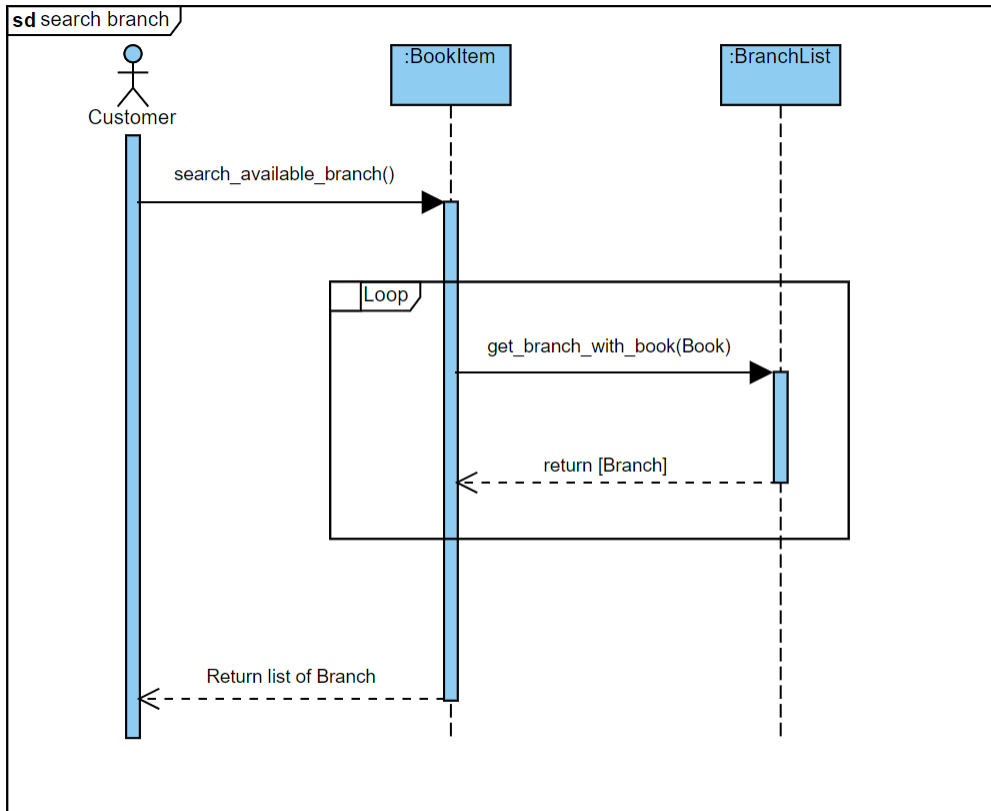 sd search branch
:BookItem
:BranchList
Customer
search_available_branch()
Loop
get_branch_with_book(Book)
return [Branch]
Return list of Branch